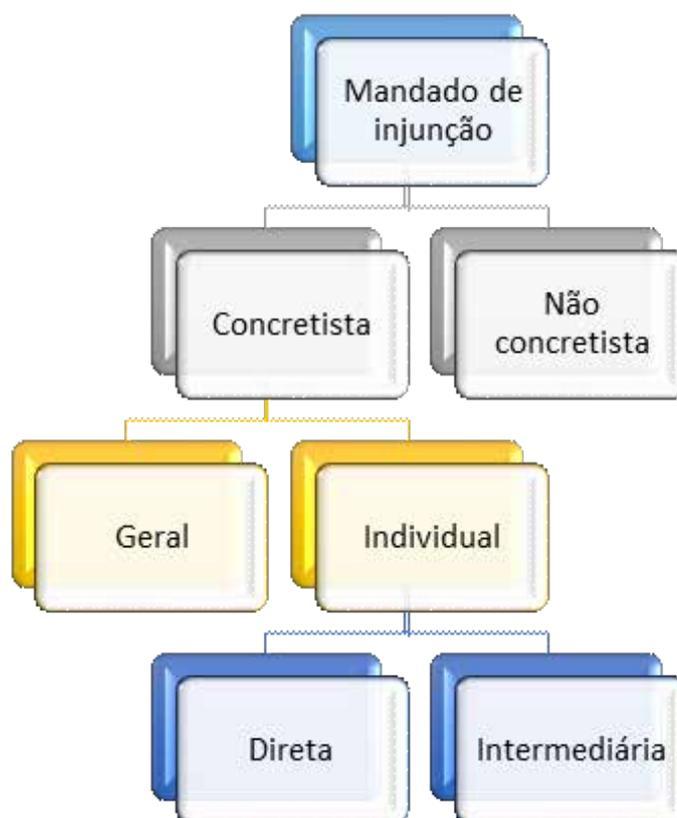 Mandado de
injunção
Concretista
Não
concretista
Geral
Individual
Direta
Intermediária